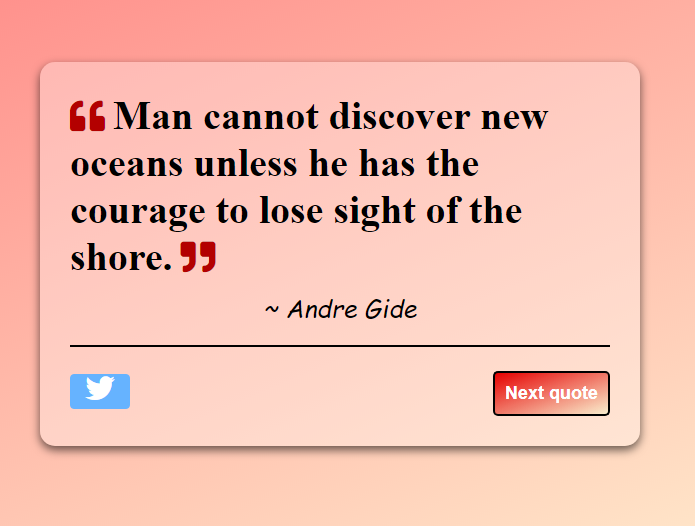 ❝ Man cannot discover new
oceans unless he has the
courage to lose sight of the
shore. ❞
~ Andre Gide
Next quote